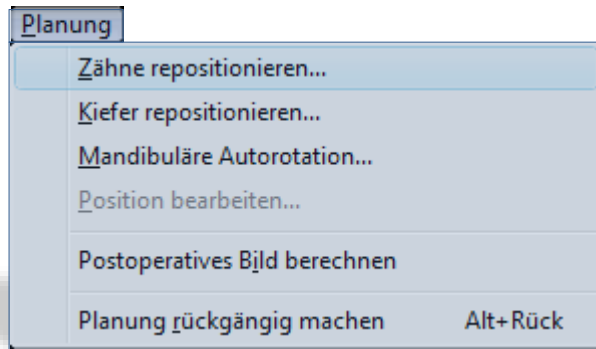 Planung
Zähne repositionieren...
Kiefer repositionieren...
Mandibuläre Autorotation...
Position bearbeiten...
Postoperatives Bild berechnen
Planung rückgängig machen Alt+Rück